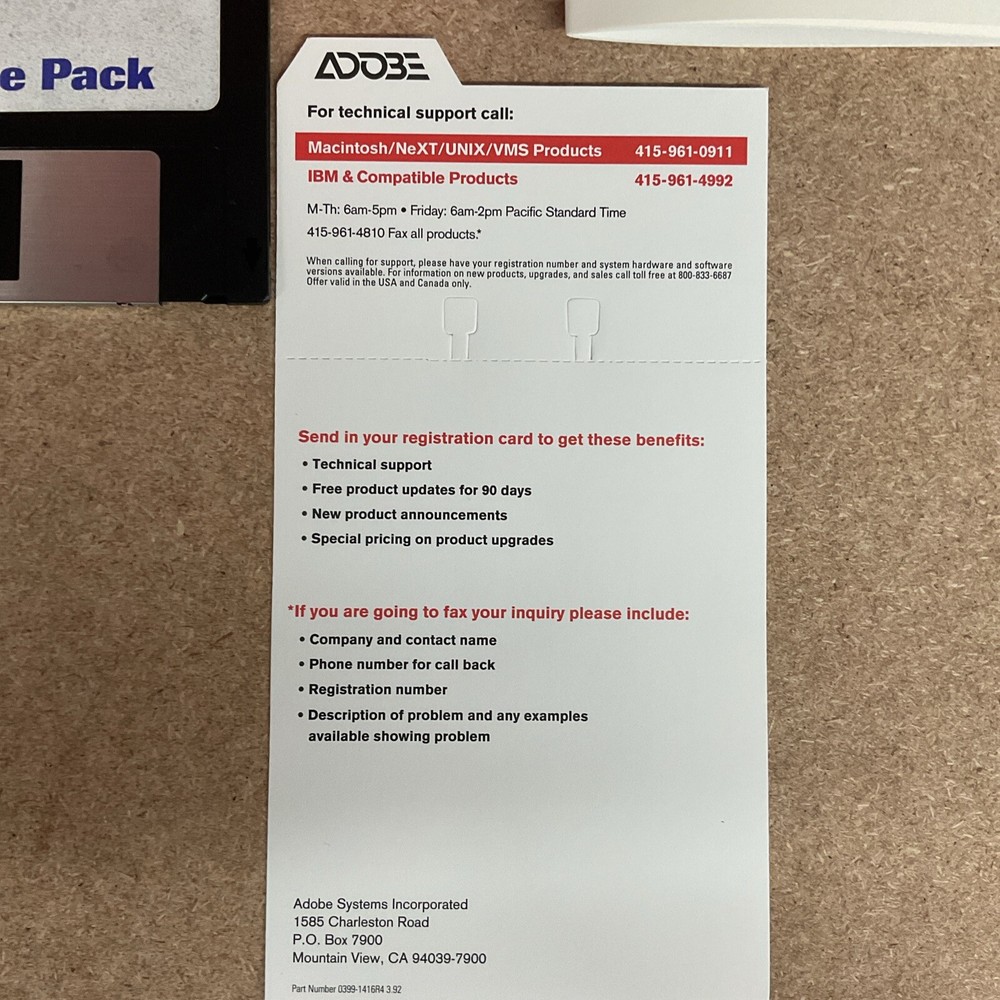 e Pack
ADOBE
For technical support call:
Macintosh/NeXT/UNIX/VMS Products 415-961-0911
IBM & Compatible Products 415-961-4992
M-Th: 6am-5pm • Friday: 6am-2pm Pacific Standard Time
415-961-4810 Fax all products.*
When calling for support, please have your registration number and system hardware and software
versions available. For information on new products, upgrades, and sales call toll free at 800-833-6687
Offer valid in the USA and Canada only.
Send in your registration card to get these benefits:
• Technical support
• Free product updates for 90 days
• New product announcements
• Special pricing on product upgrades
*If you are going to fax your inquiry please include:
• Company and contact name
• Phone number for call back
• Registration number
• Description of problem and any examples
available showing problem
Adobe Systems Incorporated
1585 Charleston Road
P.O. Box 7900
Mountain View, CA 94039-7900
Part Number 0399-1416R4 3.92